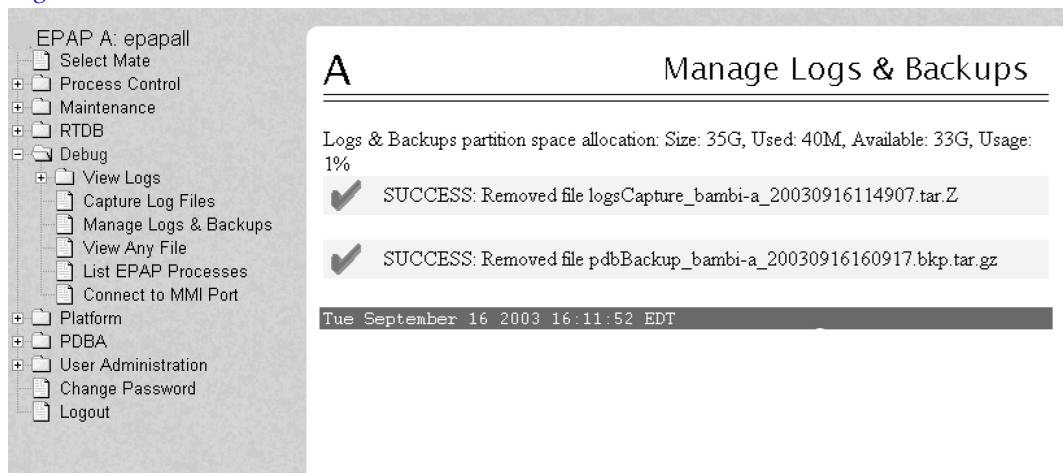 EPAP A: epapall
Select Mate
Process Control
Maintenance
RTDB
Debug
View Logs
Capture Log Files
Manage Logs & Backups
View Any File
List EPAP Processes
Connect to MMI Port
Platform
PDBA
User Administration
Change Password
Logout
A
Manage Logs & Backups
Logs & Backups partition space allocation: Size: 35G, Used: 40M, Available: 33G, Usage:
1%
SUCCESS: Removed file logsCapture_bambi-a_20030916114907.tar.Z
SUCCESS: Removed file pdbBackup_bambi-a_20030916160917.bkp.tar.gz
Tue September 16 2003 16:11:52 EDT